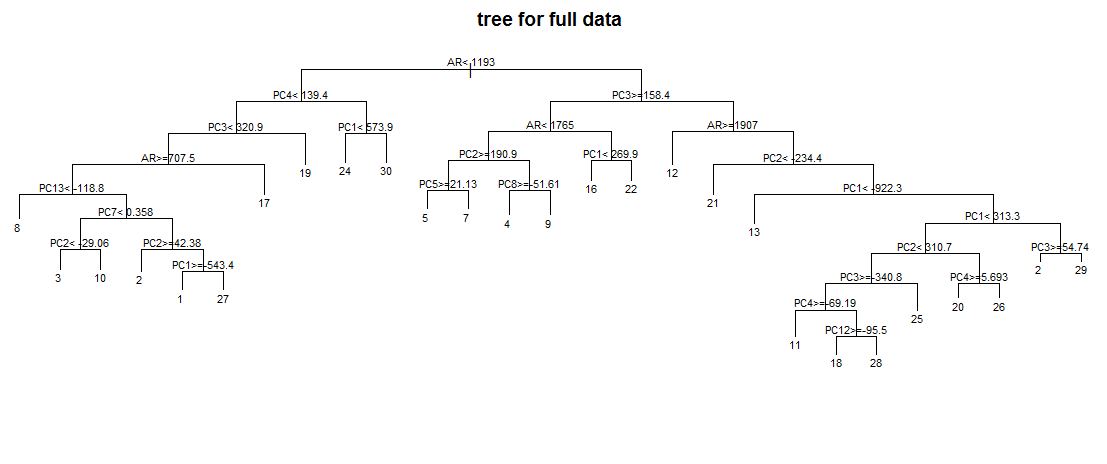 tree for full data
AR< 1193
PC4< 139.4
PC3>=158.4
PC3< 320.9
PC1< 573.9
AR< 1765
AR>=1907
AR>=707.5
19
24
30
PC2>=190.9
PC1< 269.9
12
PC2< -234.4
PC13< -118.8
17
PC5>=21.13
PC8>=-51.61
16
22
21
PC1< -922.3
8
PC7< 0.358
5
7
4
9
13
PC1< 313.3
PC2< -29.06
PC2>=42.38
PC2< 310.7
PC3>=54.74
3
10
2
PC1>=-543.4
PC3>=-340.8
PC4>=5.693
2
29
1
27
PC4>=-69.19
25
20
26
11
PC12>=-95.5
18
28